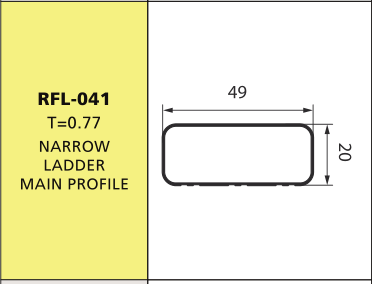 RFL-041
T=0.77
NARROW
LADDER
MAIN PROFILE
49
20